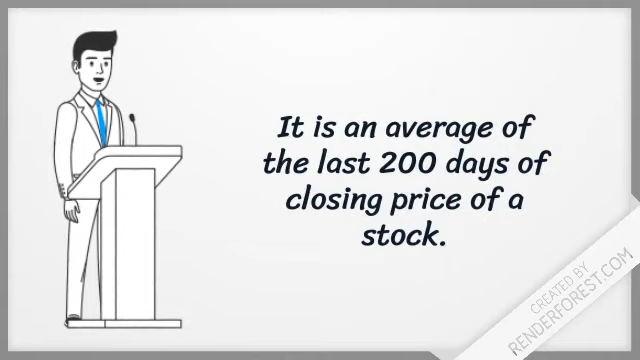 It is an average of
the last 200 days of
closing price of a
stock.
CREATED BY
RENDERFOREST.COM